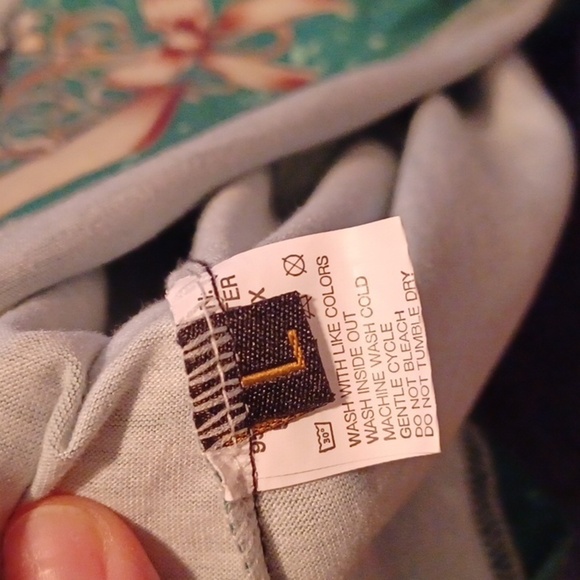 L
30°
WASH WITH LIKE COLORS
WASH INSIDE OUT
MACHINE WASH COLD
GENTLE CYCLE
DO NOT BLEACH
DO NOT TUMBLE DRY